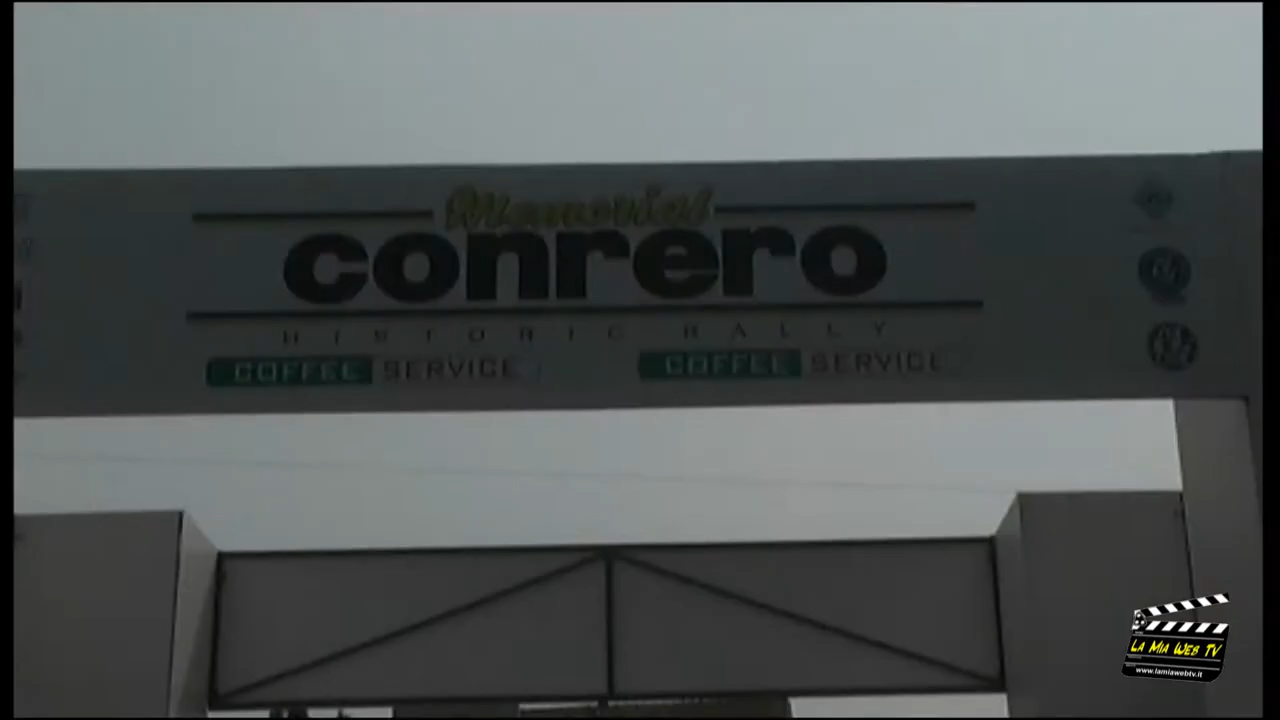 Memorial
conrero
HISTORIC RALLY
COFFEE SERVICE COFFEE SERVICE
LA MIA WEB TV
www.lamiawebtv.it